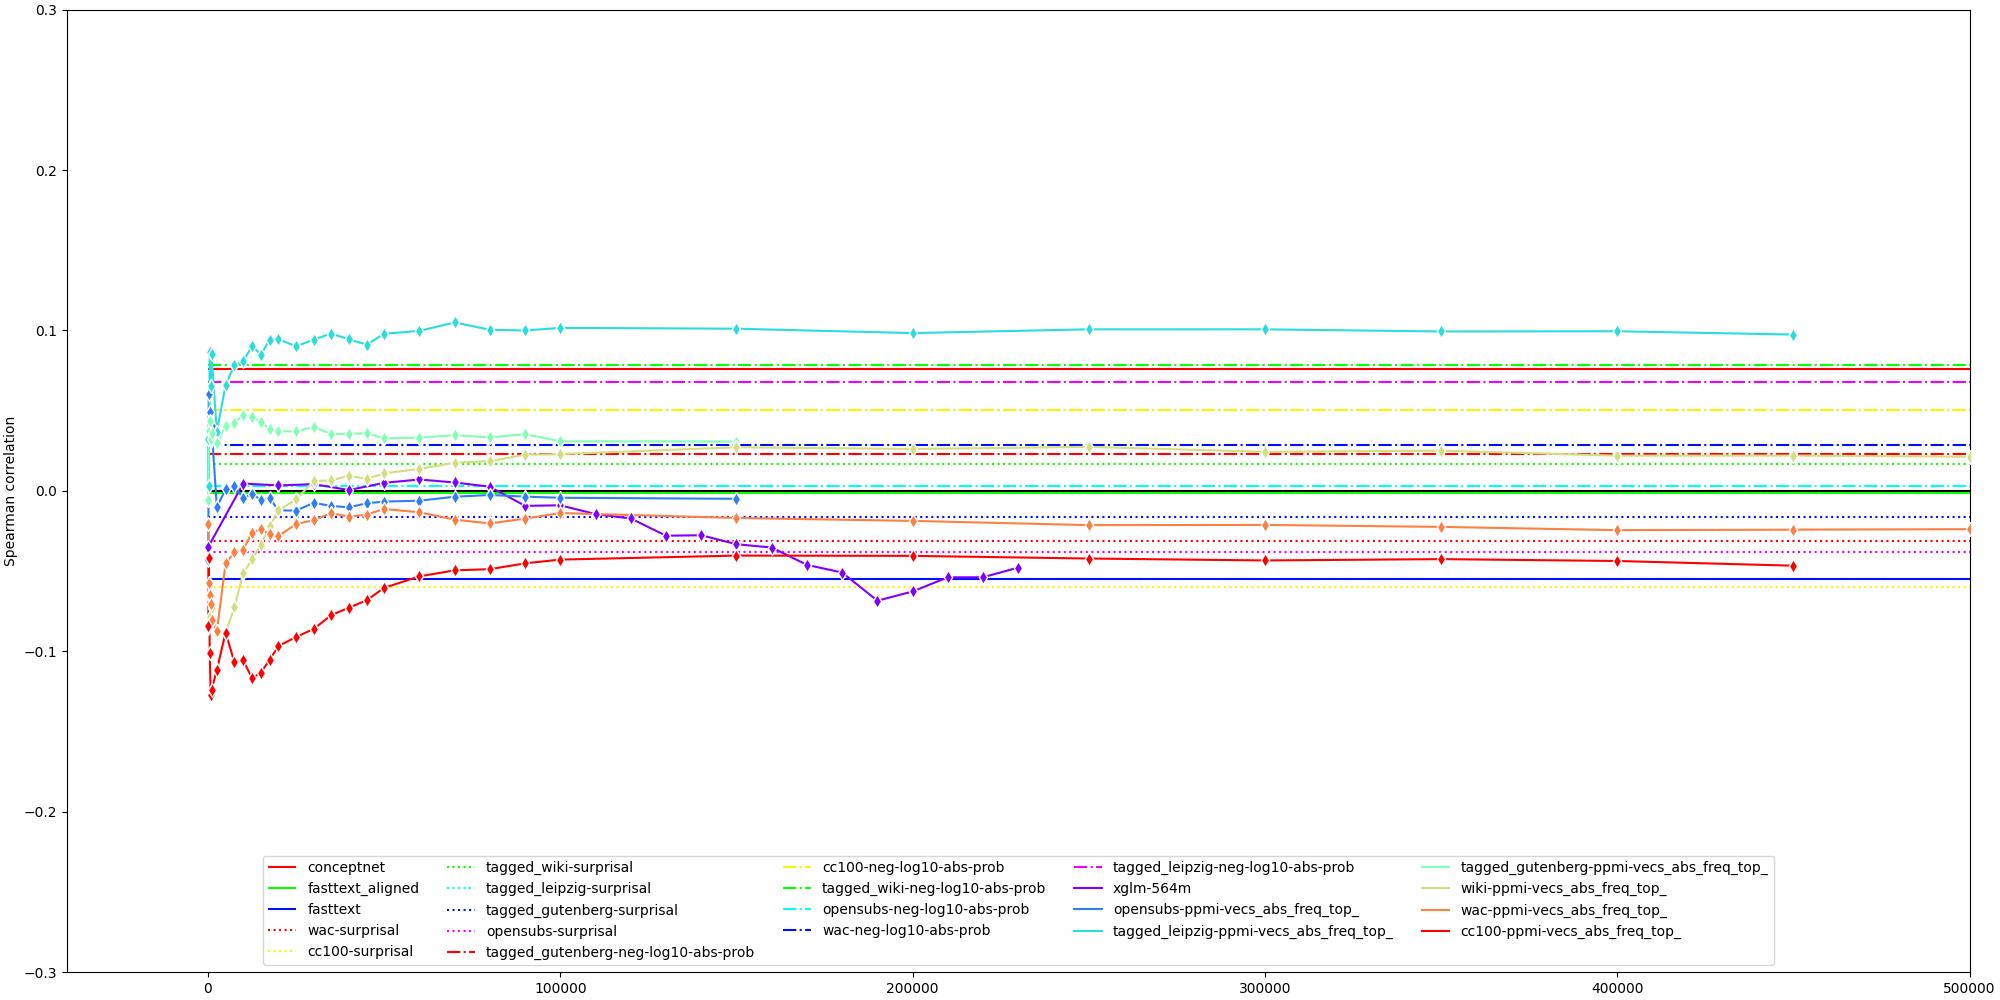 0.3
0.2
0.1
0.0
−0.1
−0.2
−0.3
Spearman correlation
0
100000
200000
300000
400000
500000
conceptnet
fasttext_aligned
fasttext
wac-surprisal
cc100-surprisal
tagged_wiki-surprisal
tagged_leipzig-surprisal
tagged_gutenberg-surprisal
opensubs-surprisal
tagged_gutenberg-neg-log10-abs-prob
cc100-neg-log10-abs-prob
tagged_wiki-neg-log10-abs-prob
opensubs-neg-log10-abs-prob
wac-neg-log10-abs-prob
tagged_leipzig-neg-log10-abs-prob
xglm-564m
opensubs-ppmi-vecs_abs_freq_top_
tagged_leipzig-ppmi-vecs_abs_freq_top_
tagged_gutenberg-ppmi-vecs_abs_freq_top_
wiki-ppmi-vecs_abs_freq_top_
wac-ppmi-vecs_abs_freq_top_
cc100-ppmi-vecs_abs_freq_top_